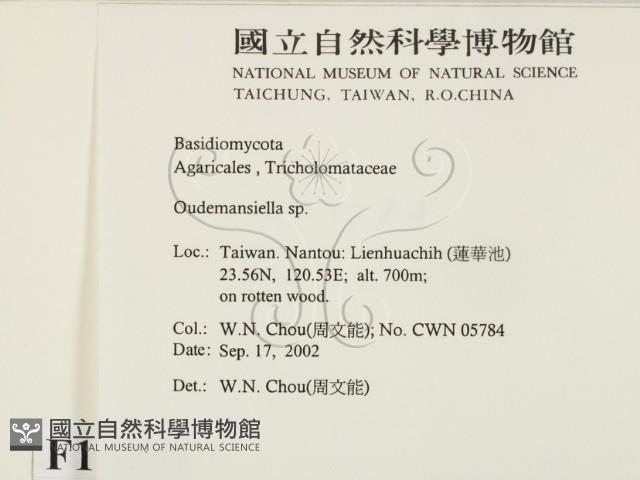 國立自然科學博物館
NATIONAL MUSEUM OF NATURAL SCIENCE
TAICHUNG, TAIWAN, R.O.CHINA
Basidiomycota
Agaricales , Tricholomataceae
Oudemansiella sp.
Loc.: Taiwan. Nantou: Lienhuachih (蓮華池)
23.56N, 120.53E; alt. 700m;
on rotten wood.
Col.: W.N. Chou(周文能); No. CWN 05784
Date: Sep. 17, 2002
Det.: W.N. Chou(周文能)
國立自然科學博物館
NATIONAL MUSEUM OF NATURAL SCIENCE
F1